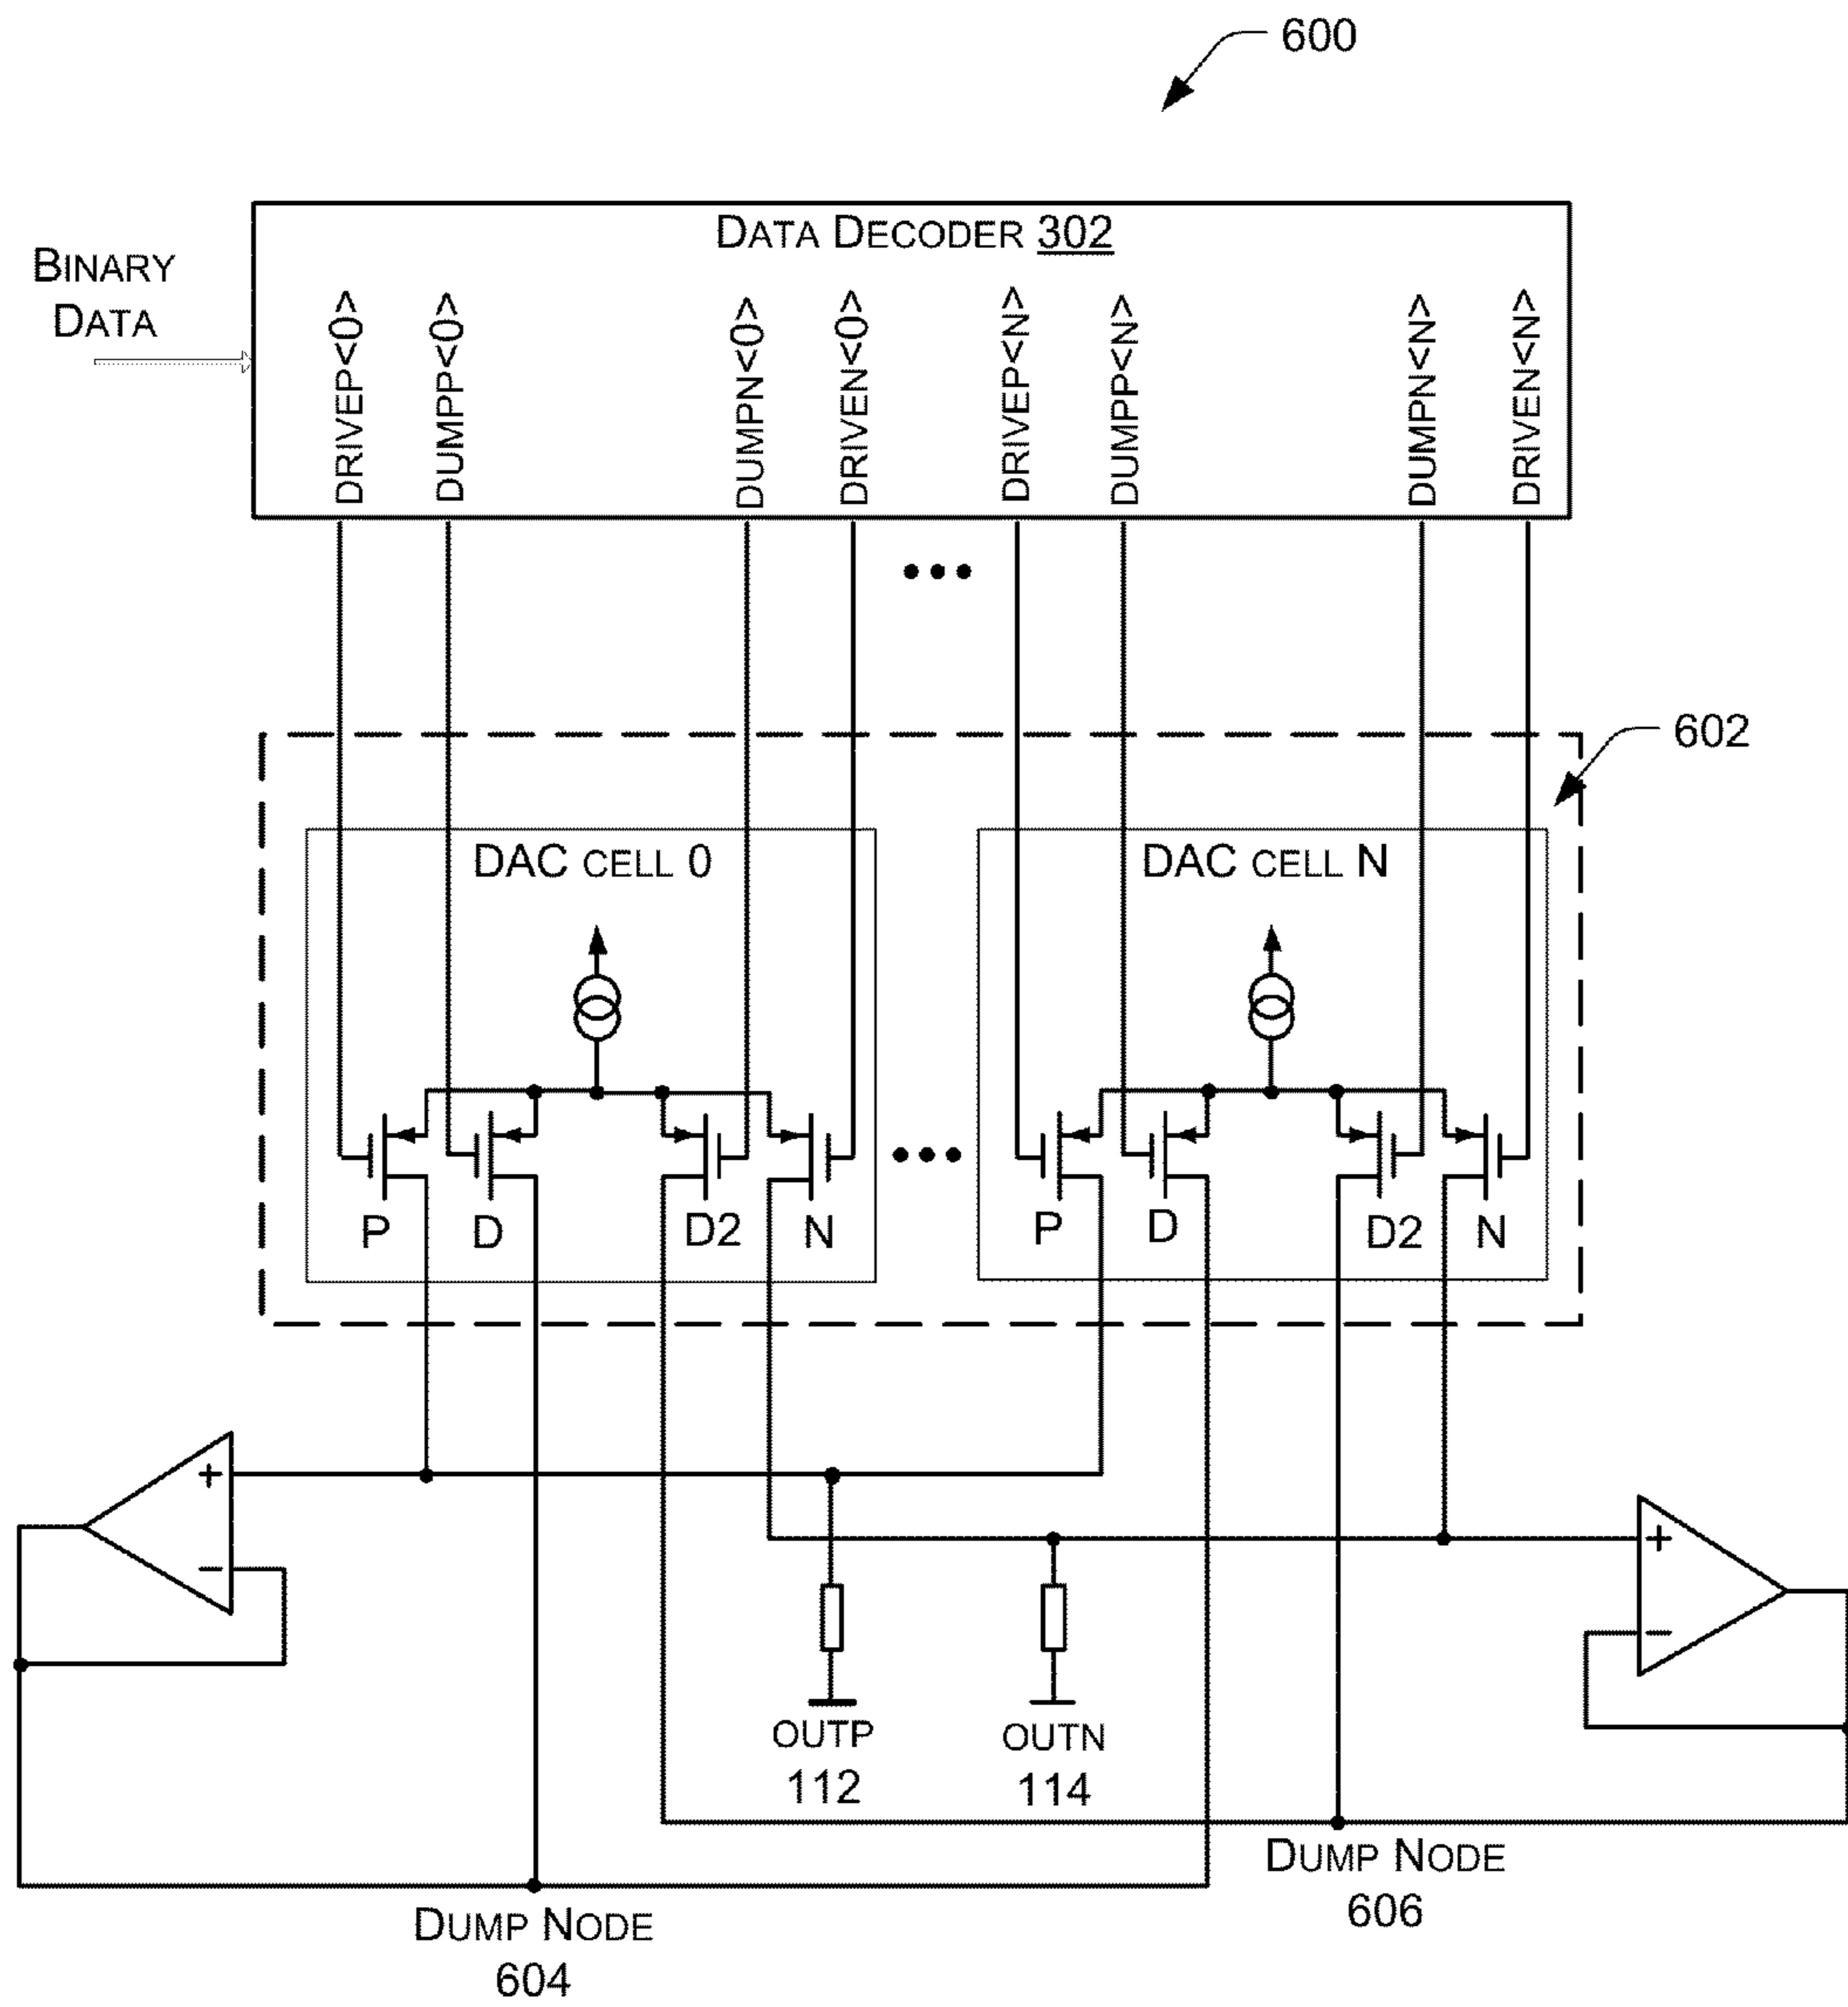 600
DATA DECODER 302
BINARY
DATA
DRIVEP<0>
DUMPP<0>
DUMPN<0>
DRIVEN<0>
DRIVEP<N>
DUMPP<N>
DUMPN<N>
DRIVEN<N>
•••
602
DAC CELL 0
DAC CELL N
•••
P
D
D2
N
P
D
D2
N
+
−
+
−
OUTP
112
OUTN
114
DUMP NODE
606
DUMP NODE
604